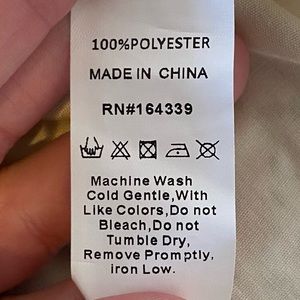 100%POLYESTER
MADE IN CHINA
RN#164339
Machine Wash
Cold Gentle,With
Like Colors,Do not
Bleach,Do not
Tumble Dry,
Remove Promptly,
iron Low.